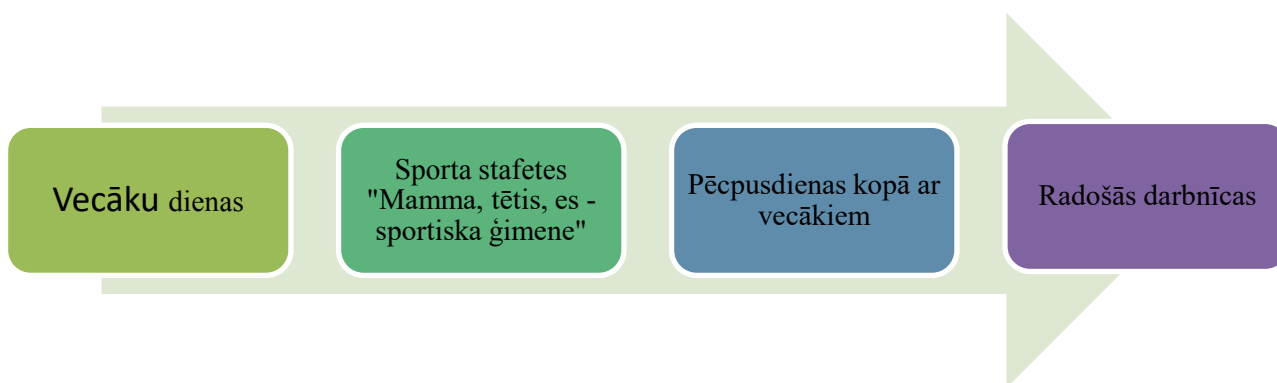 Vecāku dienas
Sporta stafetes
"Mamma, tētis, es -
sportiska ģimene"
Pēcpusdienas kopā ar
vecākiem
Radošās darbnīcas